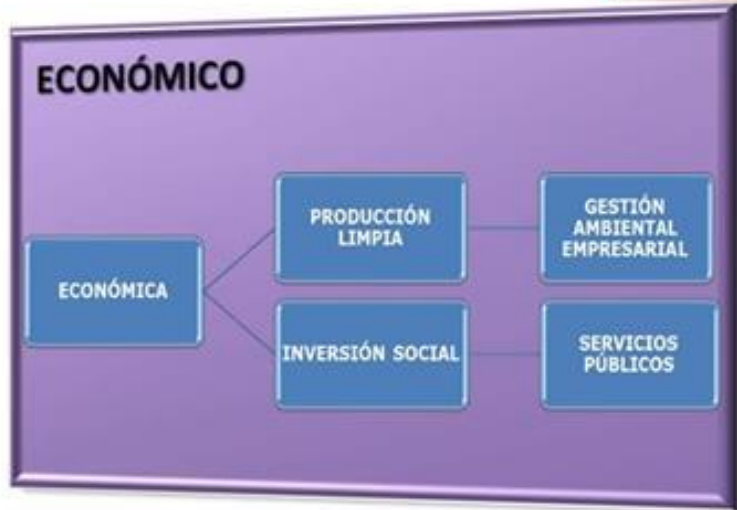 ECONÓMICO
ECONÓMICA
PRODUCCIÓN
LIMPIA
GESTIÓN
AMBIENTAL
EMPRESARIAL
INVERSIÓN SOCIAL
SERVICIOS
PÚBLICOS